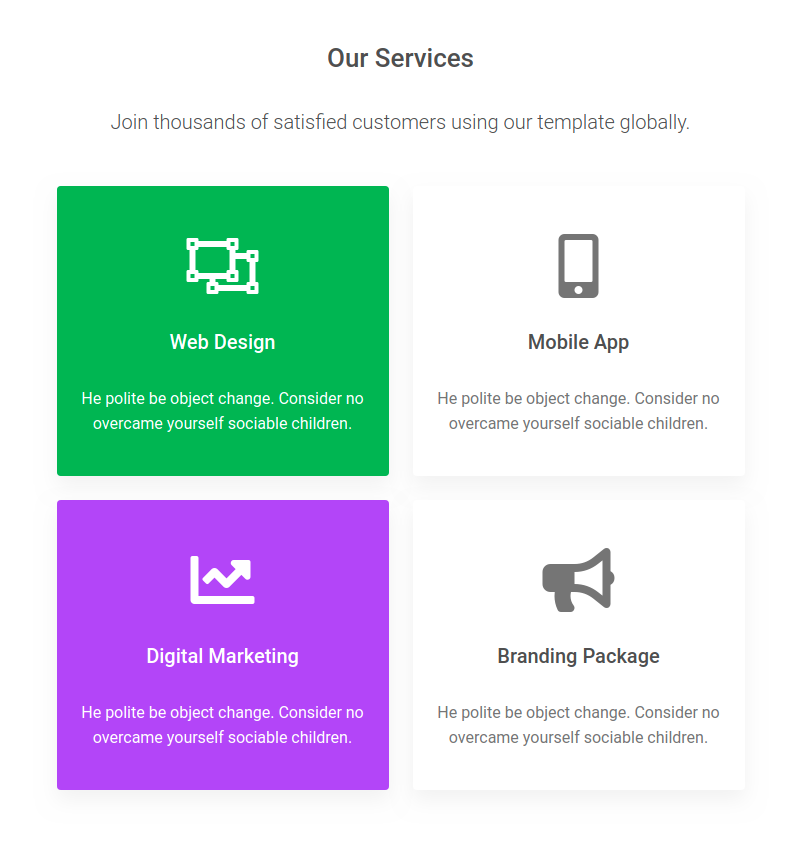 Our Services
Join thousands of satisfied customers using our template globally.
Web Design
He polite be object change. Consider no
overcame yourself sociable children.
Mobile App
He polite be object change. Consider no
overcame yourself sociable children.
Digital Marketing
He polite be object change. Consider no
overcame yourself sociable children.
Branding Package
He polite be object change. Consider no
overcame yourself sociable children.